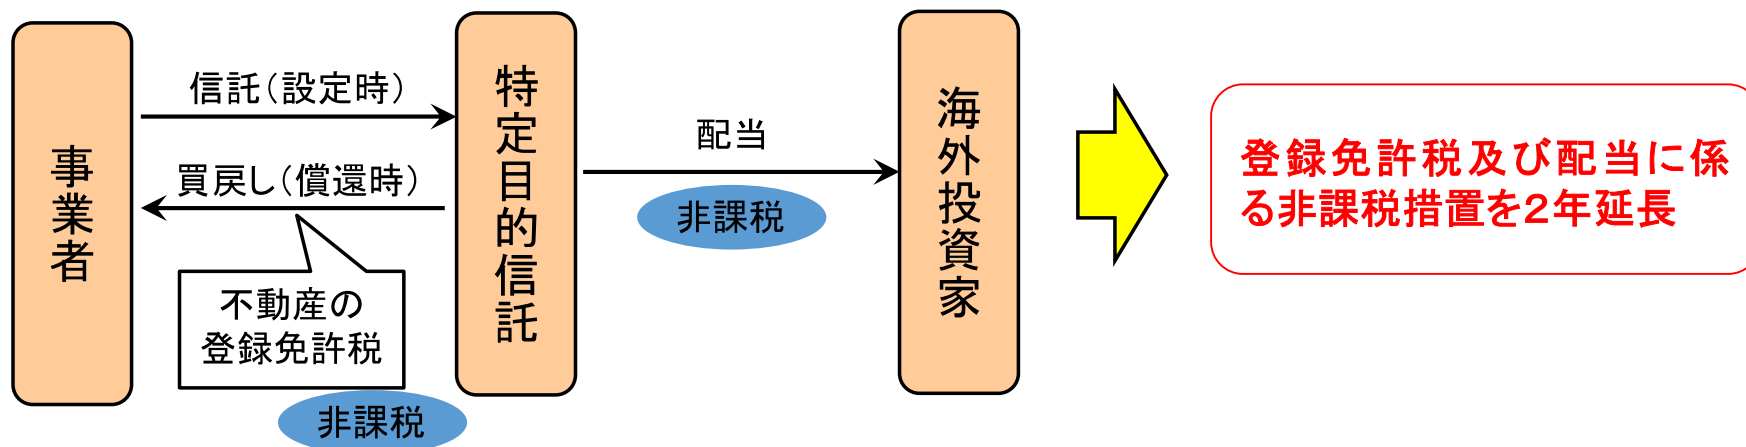 事業者
信託（設定時）
買戻し（償還時）
不動産の
登録免許税
非課税
特定目的信託
配当
非課税
海外投資家
登録免許税及び配当に係
る非課税措置を２年延長